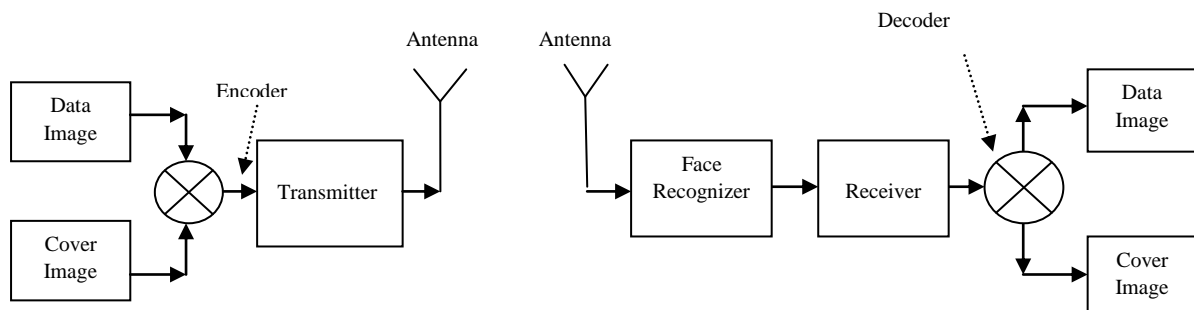 Decoder
Antenna
Antenna
Encoder
Data
Image
Data
Image
Face
Recognizer
Transmitter
Receiver
Cover
Image
Cover
Image